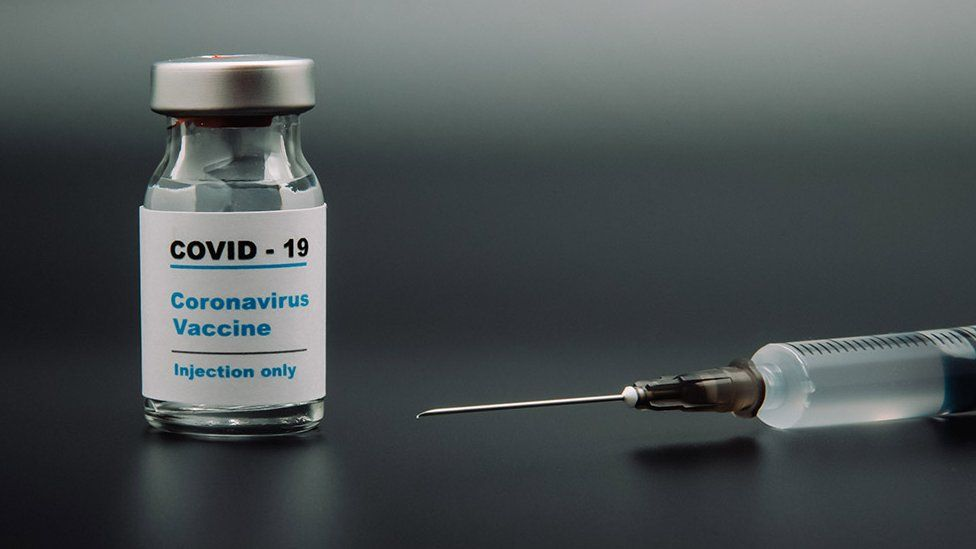 COVID - 19
Coronavirus
Vaccine
Injection only